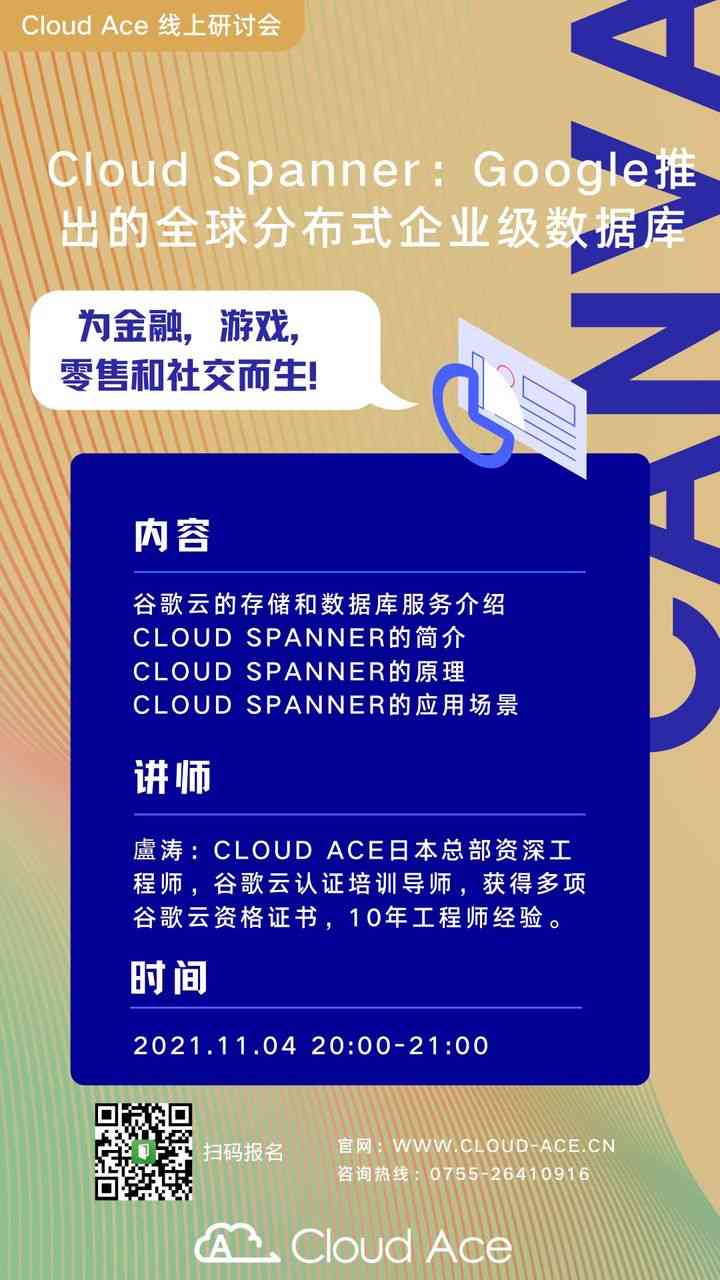 Cloud Ace 线上研讨会
Cloud Spanner：Google推
出的全球分布式企业级数据库
为金融，游戏，
零售和社交而生!
CANVA
内容
谷歌云的存储和数据库服务介绍
CLOUD SPANNER的简介
CLOUD SPANNER的原理
CLOUD SPANNER的应用场景
讲师
盧涛：CLOUD ACE日本总部资深工
程师，谷歌云认证培训导师，获得多项
谷歌云资格证书，10年工程师经验。
时间
2021.11.04 20:00-21:00
扫码报名
官网：WWW.CLOUD-ACE.CN
咨询热线：0755-26410916
A
Cloud Ace